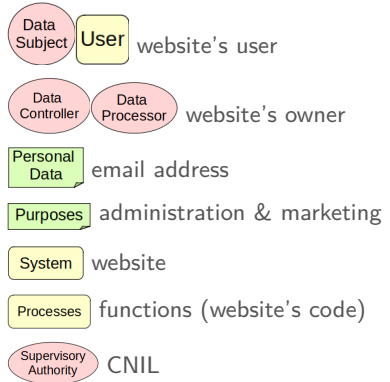 Data Subject User website's user
Data Controller Data Processor website's owner
Personal Data email address
Purposes administration & marketing
System website
Processes functions (website's code)
Supervisory Authority CNIL